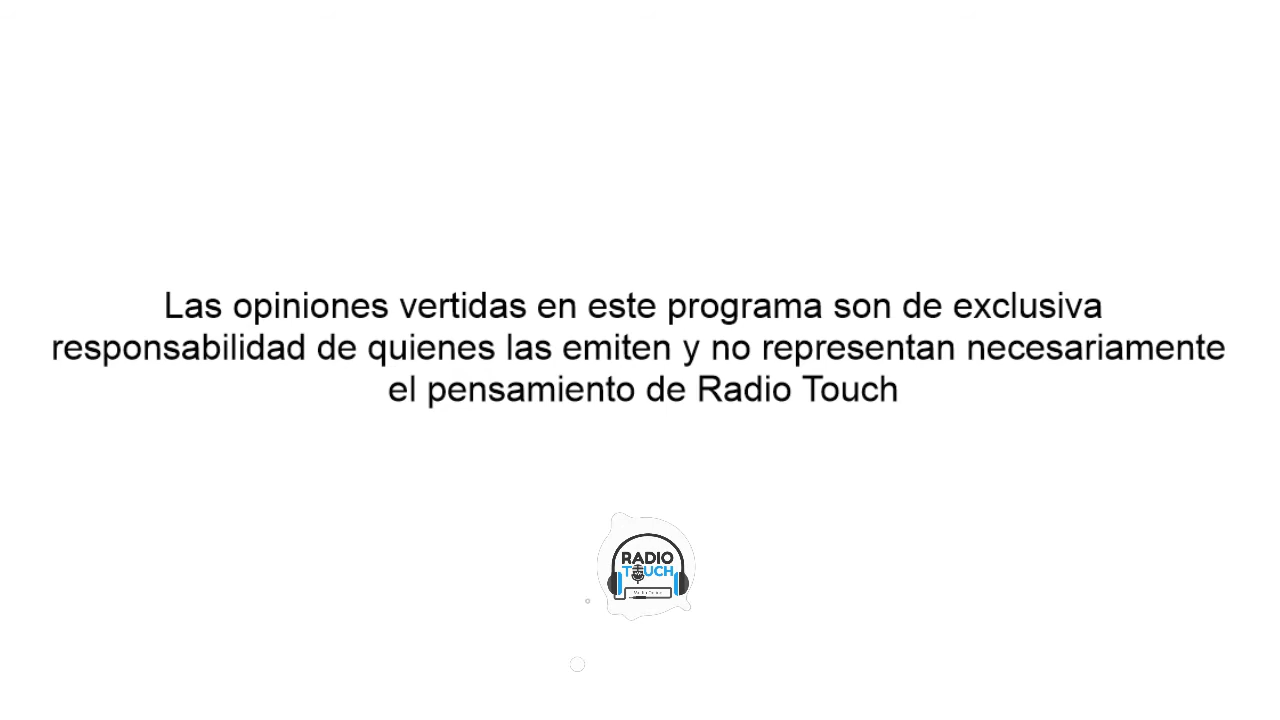 Las opiniones vertidas en este programa son de exclusiva
responsabilidad de quienes las emiten y no representan necesariamente
el pensamiento de Radio Touch
RADIO
TOUCH